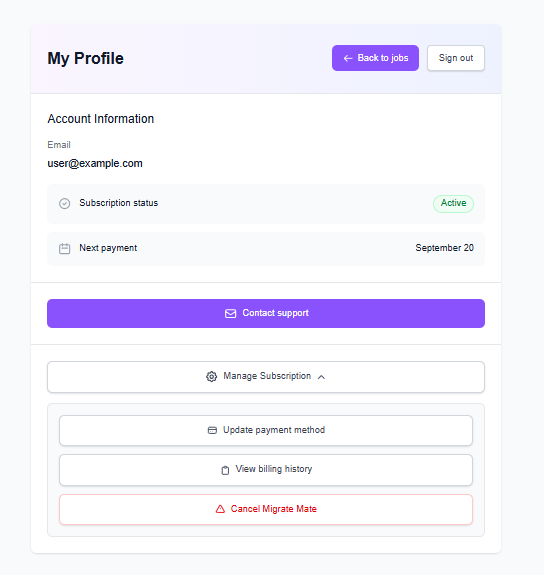 My Profile
Back to jobs
Sign out
Account Information
Email
user@example.com
Subscription status
Active
Next payment
September 20
Contact support
Manage Subscription
Update payment method
View billing history
Cancel Migrate Mate